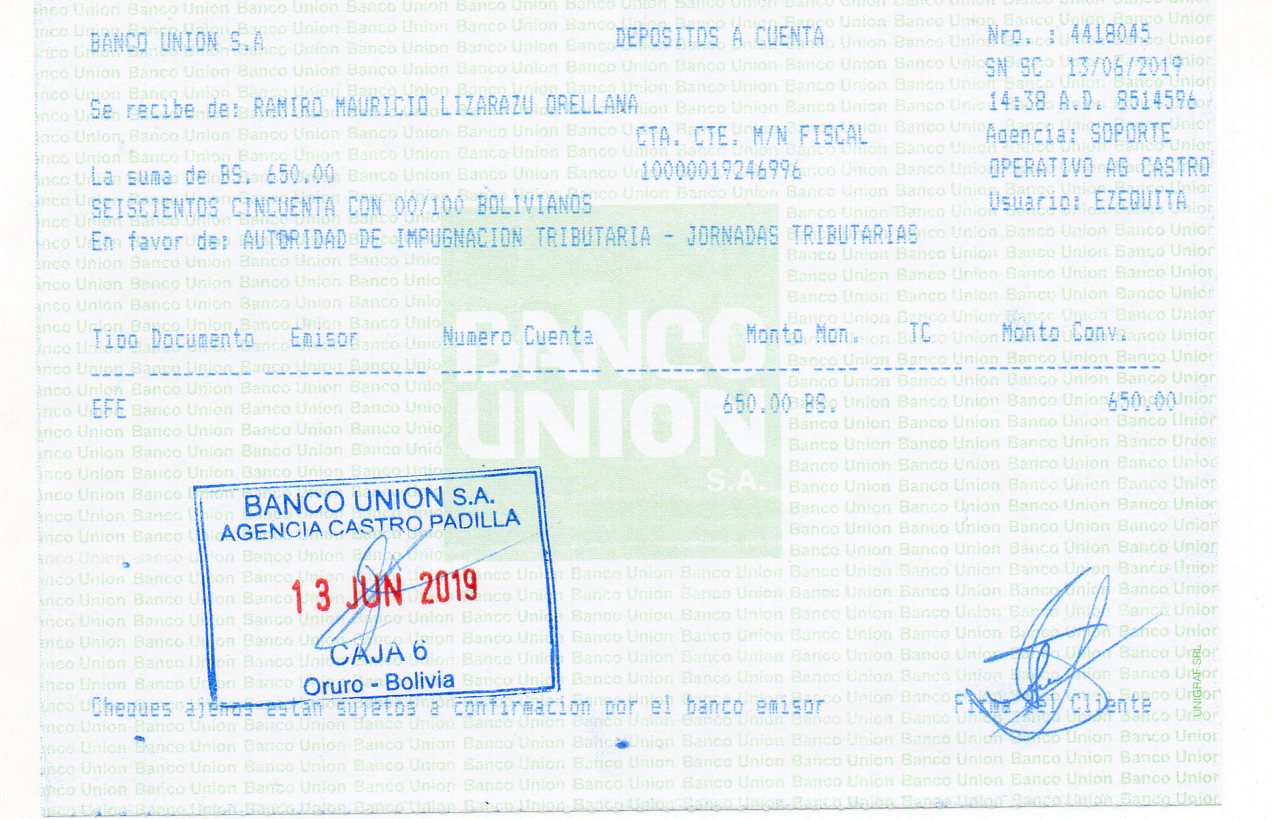 BANCO UNION S.A DEPOSITOS A CUENTA Nro. : 4418045
SN SC 13/06/2019
Se recibe de: RAMIRO MAURICIO LIZARAZU ORELLANA 14:38 A.D. 8514596
CTA. CTE. M/N FISCAL Agencia: SOPORTE
La suma de BS. 650.00 10000019246996 OPERATIVO AG CASTRO
SEISCIENTOS CINCUENTA CON 00/100 BOLIVIANOS Usuario: EZEQUITA
En favor de: AUTORIDAD DE IMPUGNACION TRIBUTARIA - JORNADAS TRIBUTARIAS
Tipo Documento Emisor Numero Cuenta Monto Mon. TC Monto Conv.
EFE 650.00 BS. 650.00
BANCO
UNION
S.A.
BANCO UNION S.A.
AGENCIA CASTRO PADILLA
13 JUN 2019
CAJA 6
Oruro - Bolivia
Cheques ajenos estan sujetos a confirmacion por el banco emisor Firma del Cliente
UNIGRAF SRL